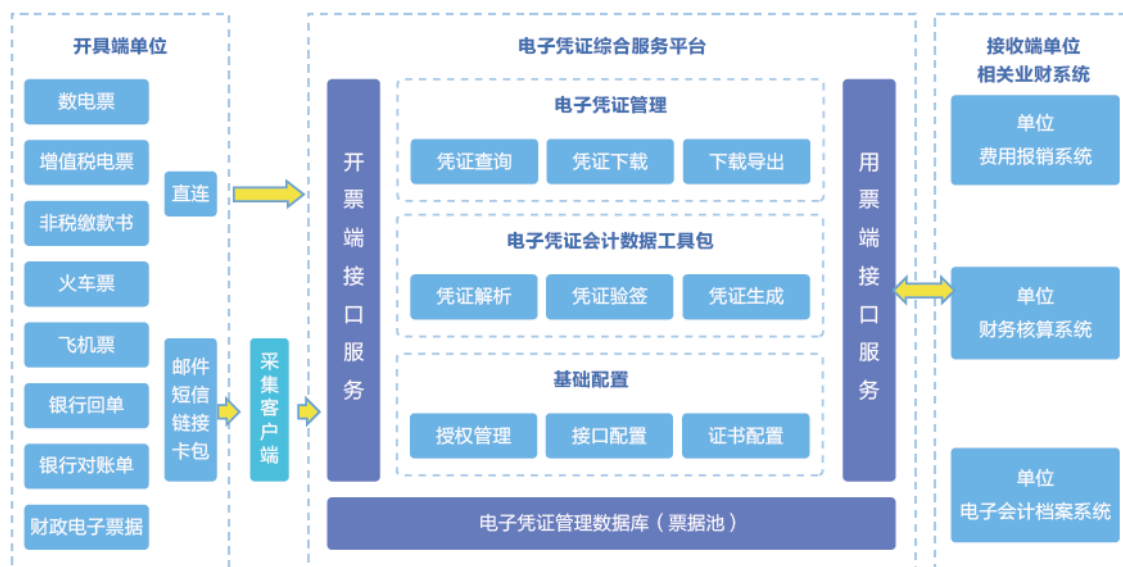 开具端单位
数电票
增值税电票
非税缴款书
火车票
飞机票
银行回单
银行对账单
财政电子票据
直连
邮件
短信
链接
卡包
采集客户端
电子凭证综合服务平台
开票端接口服务
电子凭证管理
凭证查询
凭证下载
下载导出
电子凭证会计数据工具包
凭证解析
凭证验签
凭证生成
基础配置
授权管理
接口配置
证书配置
用票端接口服务
电子凭证管理数据库（票据池）
接收端单位
相关业财系统
单位
费用报销系统
单位
财务核算系统
单位
电子会计档案系统